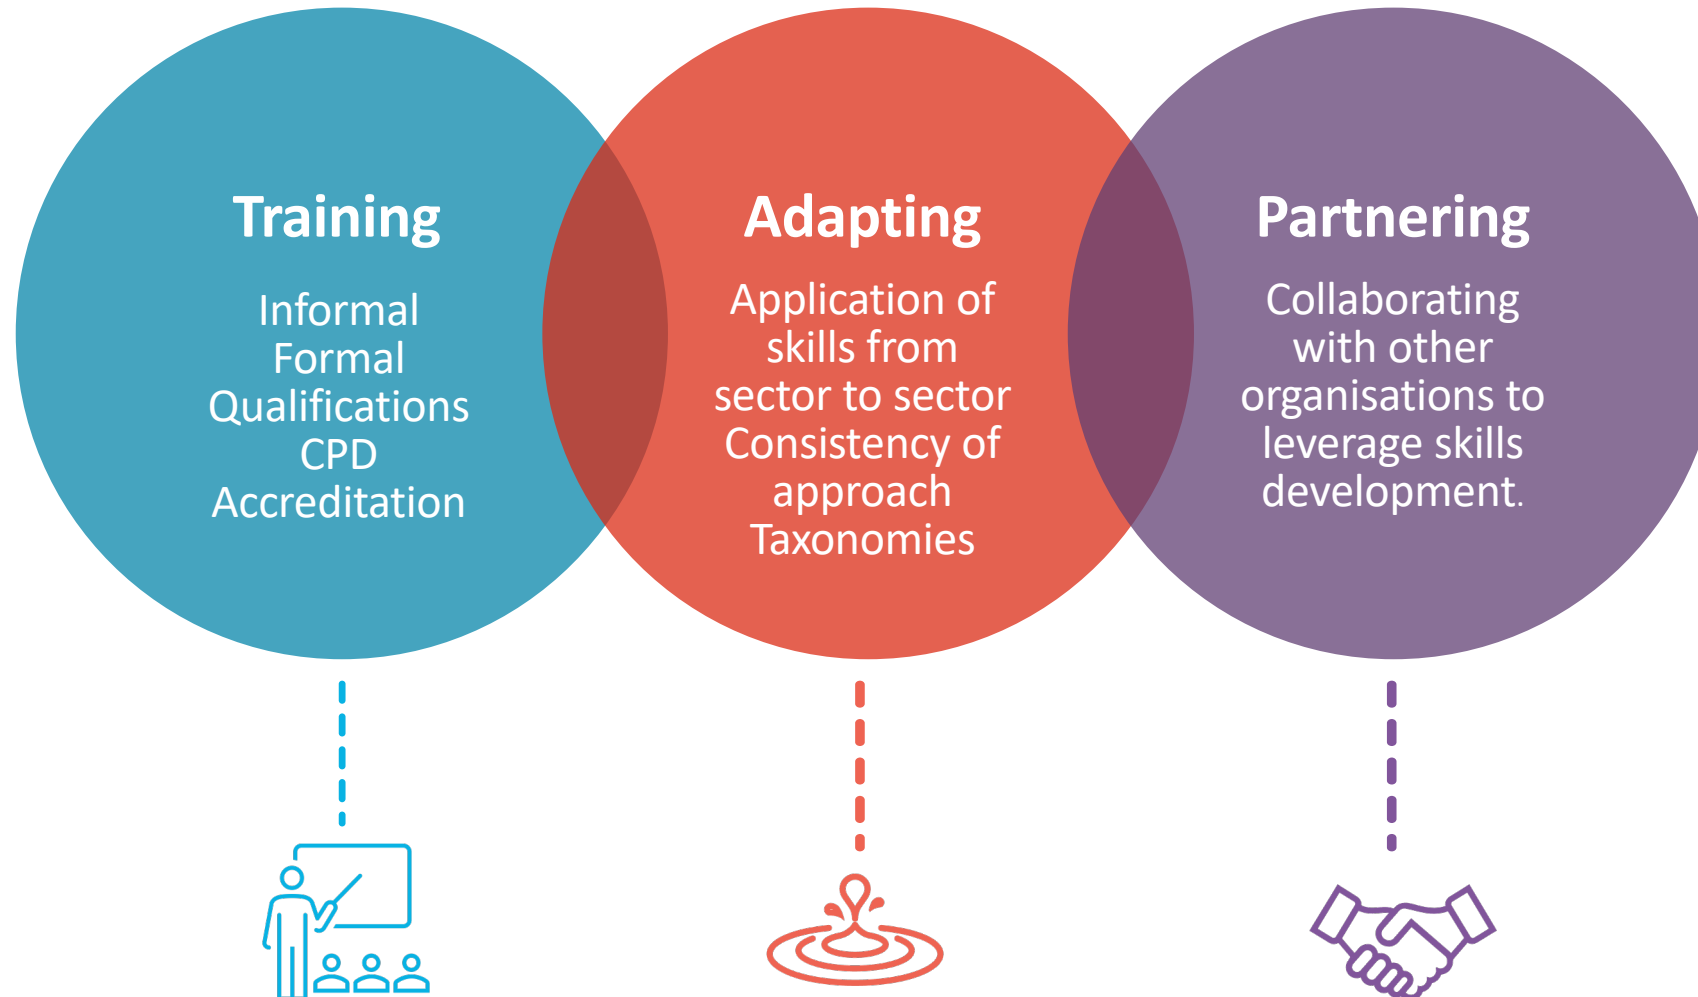 Training
Informal
Formal
Qualifications
CPD
Accreditation
Adapting
Application of
skills from
sector to sector
Consistency of
approach
Taxonomies
Partnering
Collaborating
with other
organisations to
leverage skills
development.